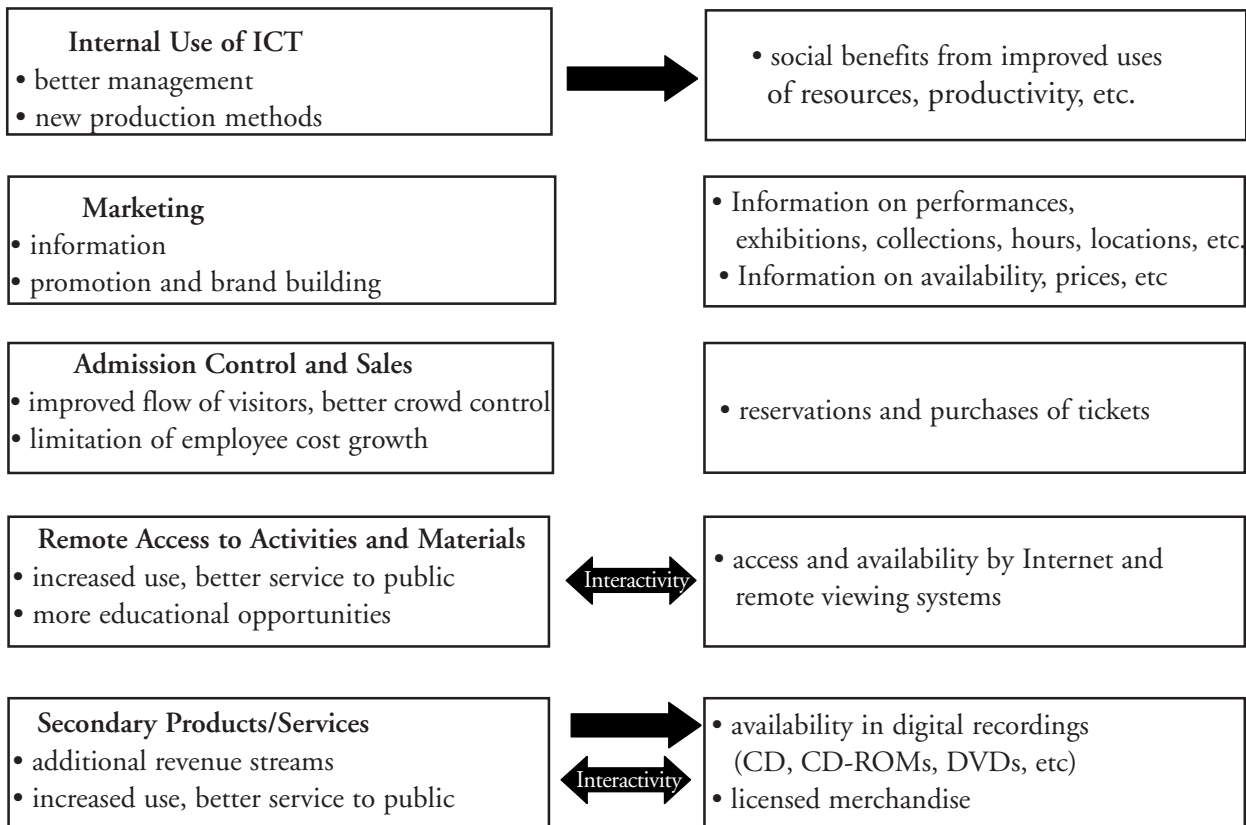 Internal Use of ICT
• better management
• new production methods
• social benefits from improved uses
of resources, productivity, etc.
Marketing
• information
• promotion and brand building
• Information on performances,
exhibitions, collections, hours, locations, etc.
• Information on availability, prices, etc
Admission Control and Sales
• improved flow of visitors, better crowd control
• limitation of employee cost growth
• reservations and purchases of tickets
Remote Access to Activities and Materials
• increased use, better service to public
• more educational opportunities
Interactivity
• access and availability by Internet and
remote viewing systems
Secondary Products/Services
• additional revenue streams
• increased use, better service to public
Interactivity
• availability in digital recordings
(CD, CD-ROMs, DVDs, etc)
• licensed merchandise